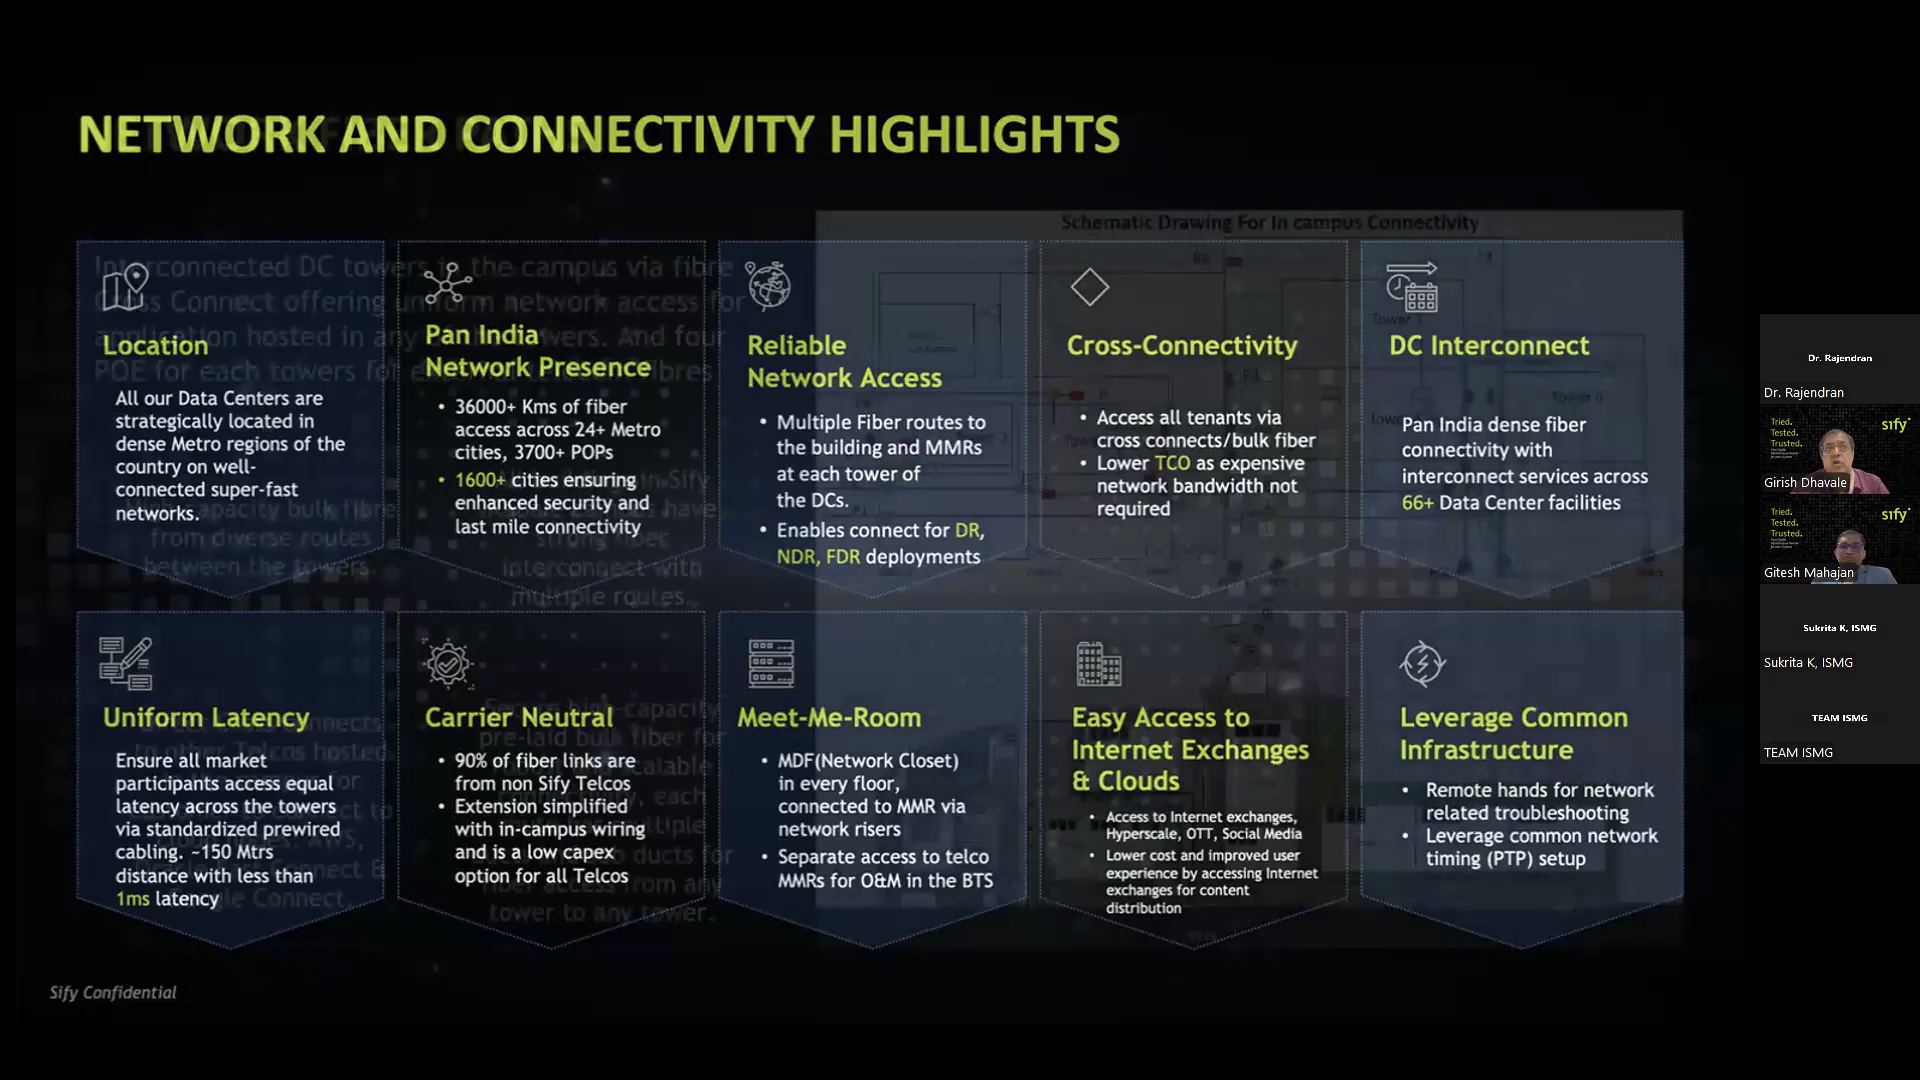 NETWORK AND CONNECTIVITY HIGHLIGHTS
Schematic Drawing For In campus Connectivity
Location
All our Data Centers are
strategically located in
dense Metro regions of the
country on well-
connected super-fast
networks.
Pan India
Network Presence
• 36000+ Kms of fiber
access across 24+ Metro
cities, 3700+ POPs
• 1600+ cities ensuring
enhanced security and
last mile connectivity
Reliable
Network Access
• Multiple Fiber routes to
the building and MMRs
at each tower of
the DCs.
• Enables connect for DR,
NDR, FDR deployments
Cross-Connectivity
• Access all tenants via
cross connects/bulk fiber
• Lower TCO as expensive
network bandwidth not
required
DC Interconnect
Pan India dense fiber
connectivity with
interconnect services across
66+ Data Center facilities
Uniform Latency
Ensure all market
participants access equal
latency across the towers
via standardized prewired
cabling. ~150 Mtrs
distance with less than
1ms latency
Carrier Neutral
• 90% of fiber links are
from non Sify Telcos
• Extension simplified
with in-campus wiring
and is a low capex
option for all Telcos
Meet-Me-Room
• MDF(Network Closet)
in every floor,
connected to MMR via
network risers
• Separate access to telco
MMRs for O&M in the BTS
Easy Access to
Internet Exchanges
& Clouds
• Access to Internet exchanges,
Hyperscale, OTT, Social Media
• Lower cost and improved user
experience by accessing Internet
exchanges for content
distribution
Leverage Common
Infrastructure
• Remote hands for network
related troubleshooting
• Leverage common network
timing (PTP) setup
Sify Confidential
Dr. Rajendran
Dr. Rajendran
Tried.
Tested.
Trusted.
sify
Girish Dhavale
Tried.
Tested.
Trusted.
sify
Gitesh Mahajan
Sukrita K, ISMG
Sukrita K, ISMG
TEAM ISMG
TEAM ISMG